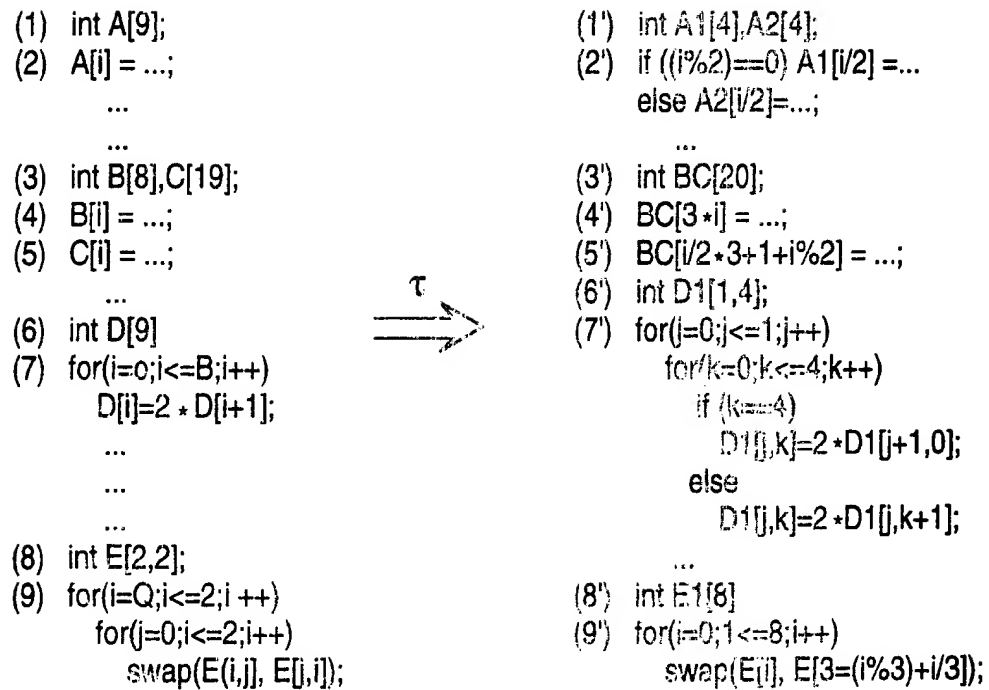 (1) int A[9];
(2) A[i] = ...;
...
...
(3) int B[8],C[19];
(4) B[i] = ...;
(5) C[i] = ...;
...
(6) int D[9]
(7) for(i=o;i<=B;i++)
D[i]=2 * D[i+1];
...
...
...
(8) int E[2,2];
(9) for(i=Q;i<=2;i ++)
for(j=0;i<=2;i++)
swap(E(i,j], E[j,i]);
τ
(1') int A1[4],A2[4];
(2') if ((i%2)==0) A1[i/2] =...
else A2[i/2]=...;
...
(3') int BC[20];
(4') BC[3*i] = ...;
(5') BC[i/2*3+1+i%2] = ...;
(6') int D1[1,4];
(7') for(j=0;j<=1;j++)
for(k=0;k<=4;k++)
if (k==4)
D1[j,k]=2*D1[j+1,0];
else
D1[j,k]=2*D1[j,k+1];
...
(8') int E1[8]
(9') for(i=0;1<=8;i++)
swap(E[i], E[3=(i%3)+i/3]);